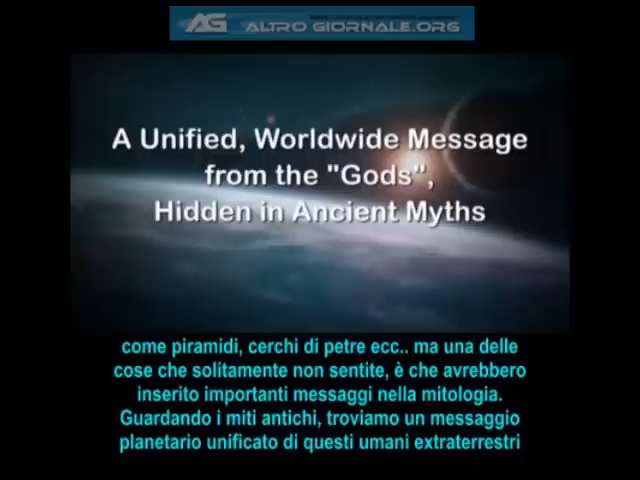 AG ALTRO GIORNALE.ORG
A Unified, Worldwide Message
from the "Gods",
Hidden in Ancient Myths
come piramidi, cerchi di petre ecc.. ma una delle
cose che solitamente non sentite, è che avrebbero
inserito importanti messaggi nella mitologia.
Guardando i miti antichi, troviamo un messaggio
planetario unificato di questi umani extraterrestri